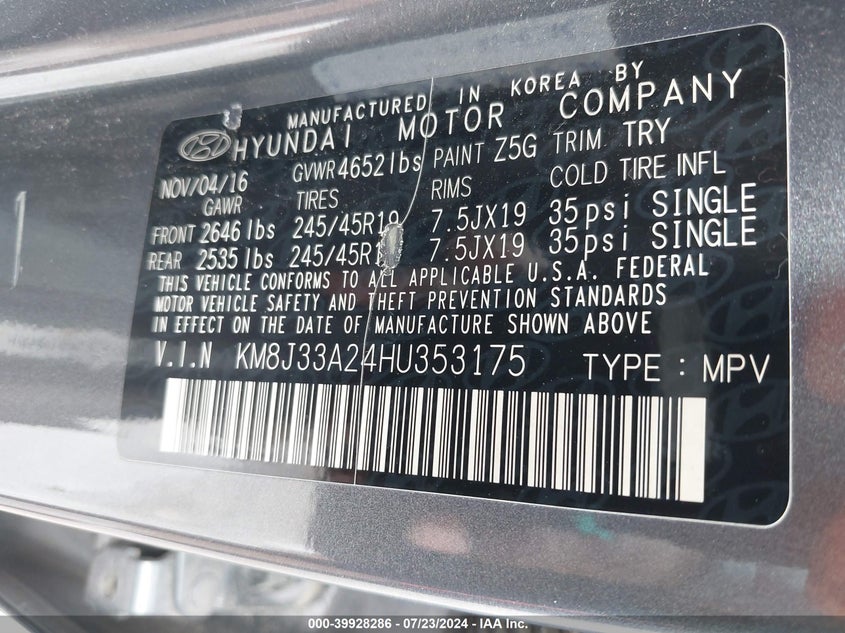 MANUFACTURED IN KOREA BY
HYUNDAI MOTOR COMPANY
NOV/04/16 GVWR 4652 lbs PAINT Z5G TRIM TRY
GAWR TIRES RIMS COLD TIRE INFL
FRONT 2646 lbs 245/45R19 7.5JX19 35psi SINGLE
REAR 2535 lbs 7.5JX19 35psi SINGLE
THIS VEHICLE CONFORMS TO ALL APPLICABLE U.S.A. FEDERAL
MOTOR VEHICLE SAFETY AND THEFT PREVENTION STANDARDS
IN EFFECT ON THE DATE OF MANUFACTURE SHOWN ABOVE
V.I.N KM8J33A24HU353175 TYPE : MPV
000-39928286 - 07/23/2024 - IAA Inc.